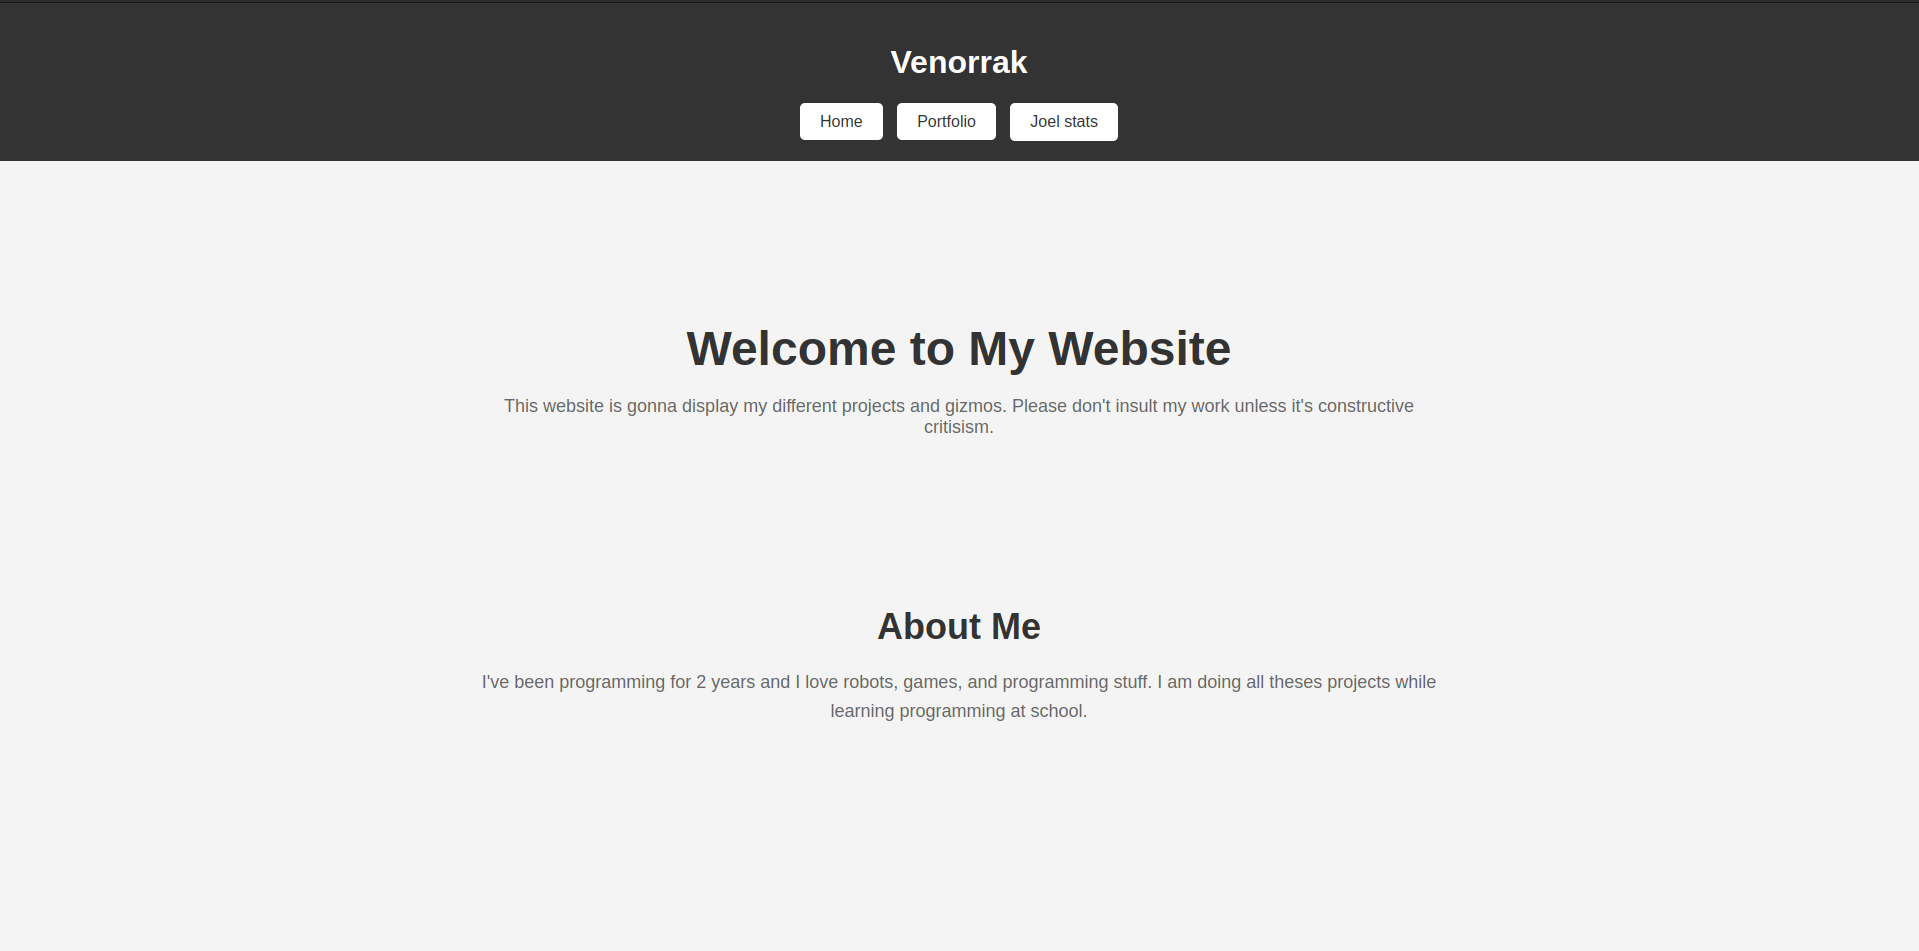 Venorrak
Home Portfolio Joel stats
Welcome to My Website
This website is gonna display my different projects and gizmos. Please don't insult my work unless it's constructive
critisism.
About Me
I've been programming for 2 years and I love robots, games, and programming stuff. I am doing all theses projects while
learning programming at school.